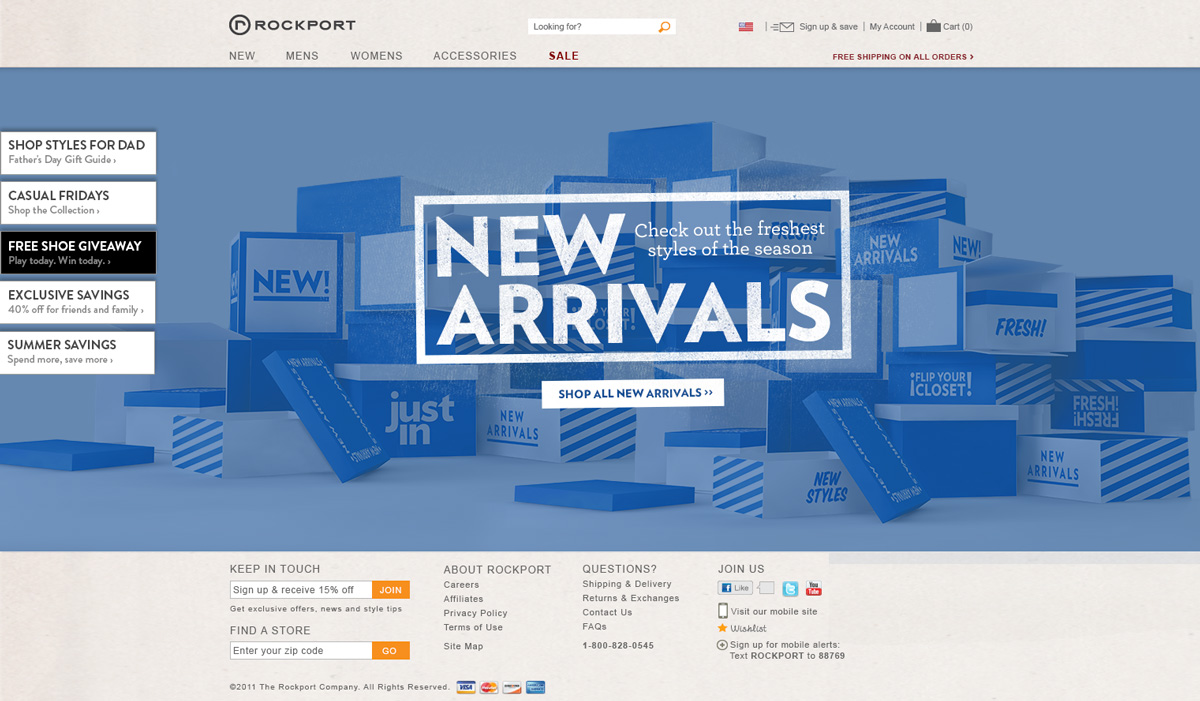 ROCKPORT
Looking for?
Sign up & save
My Account
Cart (0)
NEW
MENS
WOMENS
ACCESSORIES
SALE
FREE SHIPPING ON ALL ORDERS ›
SHOP STYLES FOR DAD
Father's Day Gift Guide ›
CASUAL FRIDAYS
Shop the Collection ›
FREE SHOE GIVEAWAY
Play today. Win today. ›
EXCLUSIVE SAVINGS
40% off for friends and family ›
SUMMER SAVINGS
Spend more, save more ›
NEW
Check out the freshest
styles of the season
ARRIVALS
SHOP ALL NEW ARRIVALS ››
NEW!
NEW
ARRIVALS
NEW!
FRESH!
FLIP YOUR
CLOSET!
FRESH!
FRESH!
just
in
NEW
ARRIVALS
NEW
STYLES
NEW
ARRIVALS
KEEP IN TOUCH
Sign up & receive 15% off
JOIN
Get exclusive offers, news and style tips
FIND A STORE
Enter your zip code
GO
ABOUT ROCKPORT
Careers
Affiliates
Privacy Policy
Terms of Use
Site Map
QUESTIONS?
Shipping & Delivery
Returns & Exchanges
Contact Us
FAQs
1-800-828-0545
JOIN US
Like
You
Tube
Visit our mobile site
Wishlist
Sign up for mobile alerts:
Text ROCKPORT to 88769
©2011 The Rockport Company. All Rights Reserved.
VISA